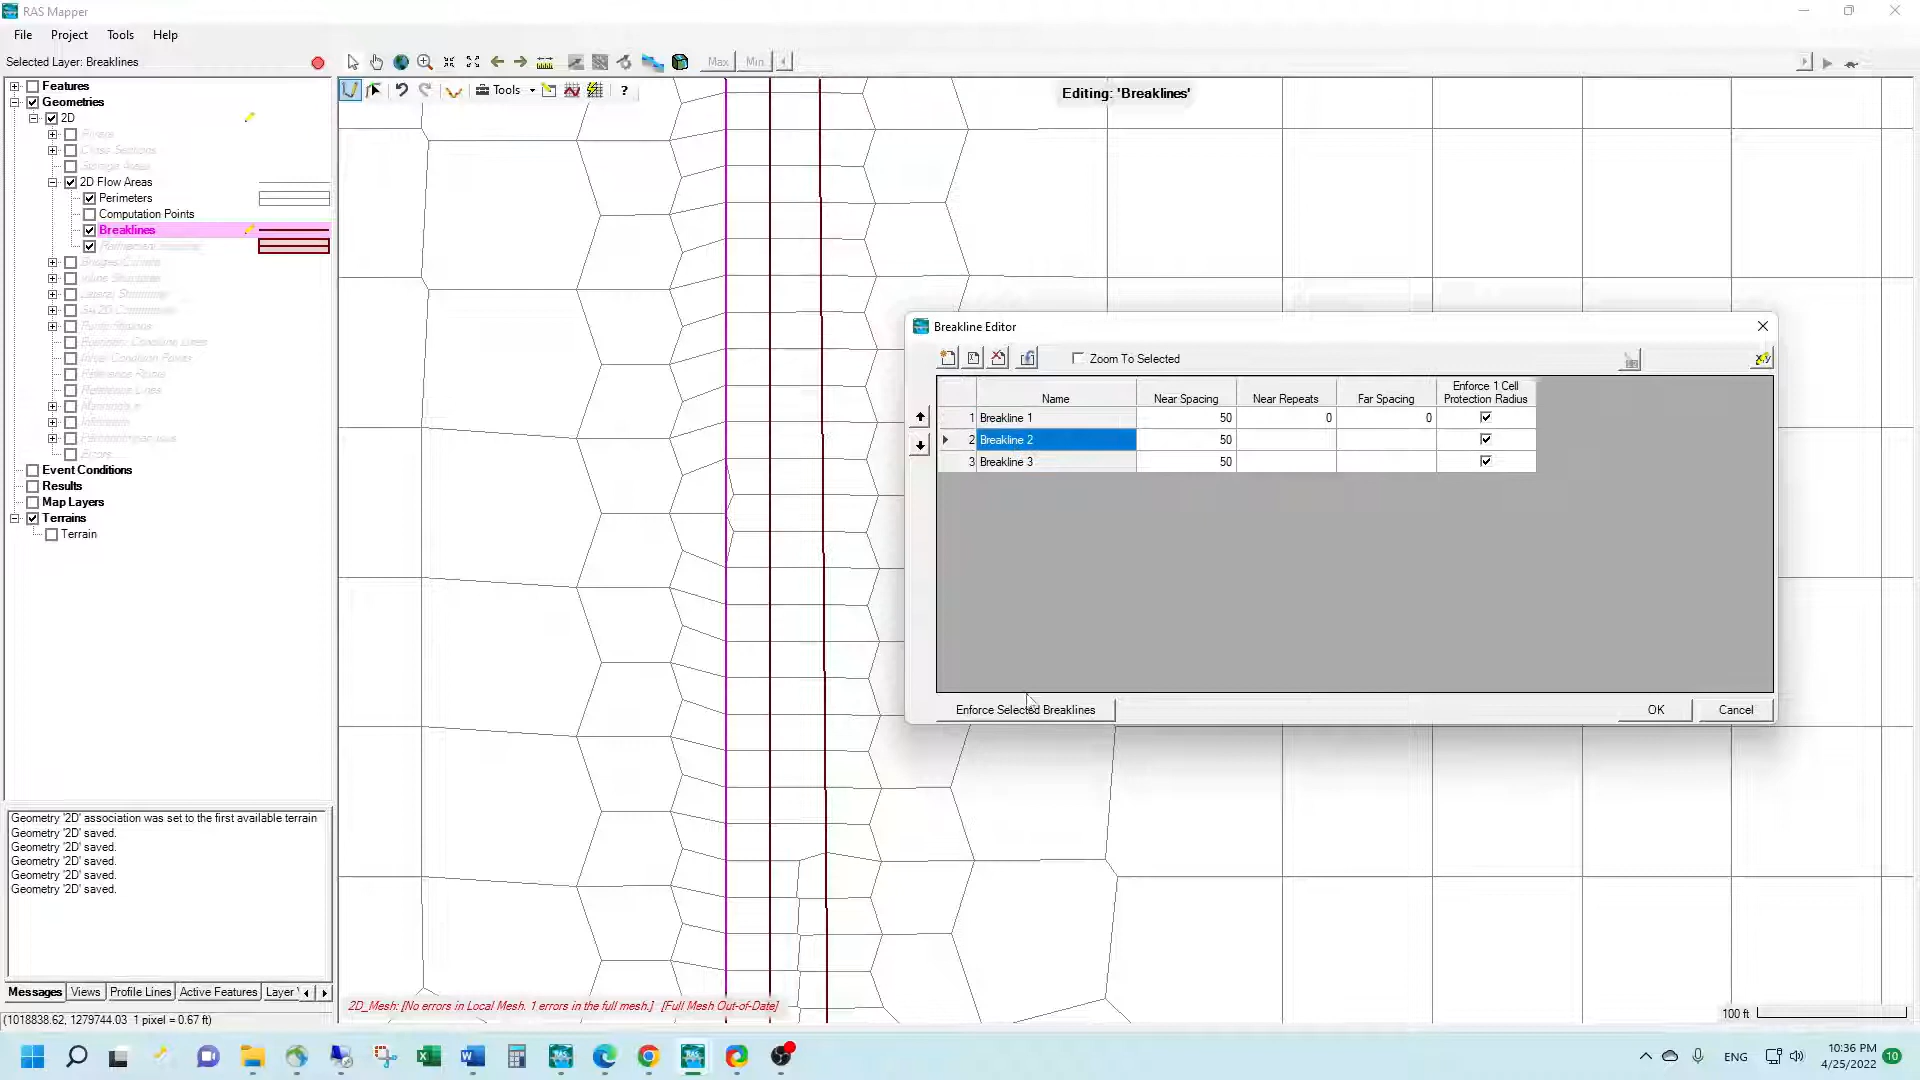 RAS Mapper
File Project Tools Help
Selected Layer: Breaklines
Max Min
Features
Geometries
2D
Rivers
Cross Sections
Storage Areas
2D Flow Areas
Perimeters
Computation Points
Breaklines
Event Conditions
Results
Map Layers
Terrains
Terrain
Tools ?
Editing: 'Breaklines'
Breakline Editor
Zoom To Selected
Name Near Spacing Near Repeats Far Spacing Enforce 1 Cell Protection Radius
1 Breakline 1 50 0 0
2 Breakline 2 50
3 Breakline 3 50
Enforce Selected Breaklines OK Cancel
Geometry '2D' association was set to the first available terrain
Geometry '2D' saved.
Geometry '2D' saved.
Geometry '2D' saved.
Geometry '2D' saved.
Geometry '2D' saved.
Messages Views Profile Lines Active Features Layer
2D_Mesh: [No errors in Local Mesh. 1 errors in the full mesh.] [Full Mesh Out-of-Date]
100 ft
(1018838.62, 1279744.03 1 pixel = 0.67 ft)
ENG
10:36 PM
4/25/2022
10